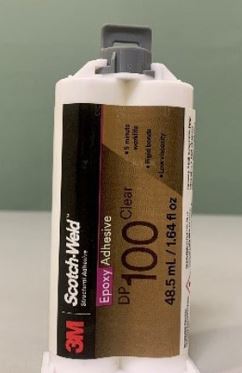 3M
Scotch-Weld™
Structural Adhesive
Epoxy Adhesive
DP 100 Clear
• 5 minute
worklife
• Rigid bonds
• Low viscosity
48.5 mL / 1.64 fl oz